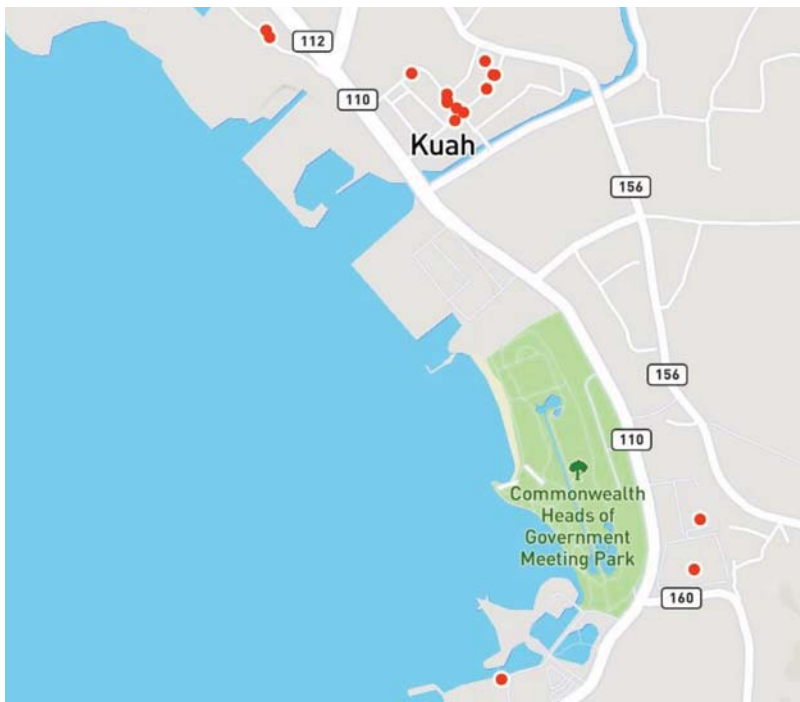 112
110
Kuah
156
156
110
Commonwealth
Heads of
Government
Meeting Park
160